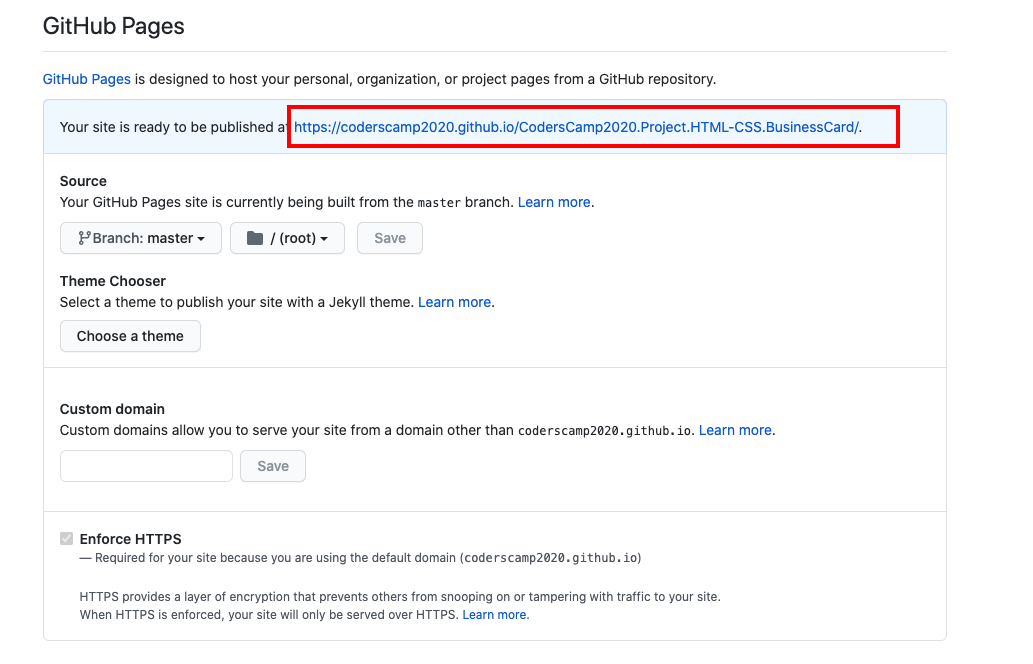 GitHub Pages
GitHub Pages is designed to host your personal, organization, or project pages from a GitHub repository.
Your site is ready to be published at https://coderscamp2020.github.io/CodersCamp2020.Project.HTML-CSS.BusinessCard/.
Source
Your GitHub Pages site is currently being built from the master branch. Learn more.
Branch: master / (root) Save
Theme Chooser
Select a theme to publish your site with a Jekyll theme. Learn more.
Choose a theme
Custom domain
Custom domains allow you to serve your site from a domain other than coderscamp2020.github.io. Learn more.
Save
Enforce HTTPS
— Required for your site because you are using the default domain (coderscamp2020.github.io)
HTTPS provides a layer of encryption that prevents others from snooping on or tampering with traffic to your site.
When HTTPS is enforced, your site will only be served over HTTPS. Learn more.